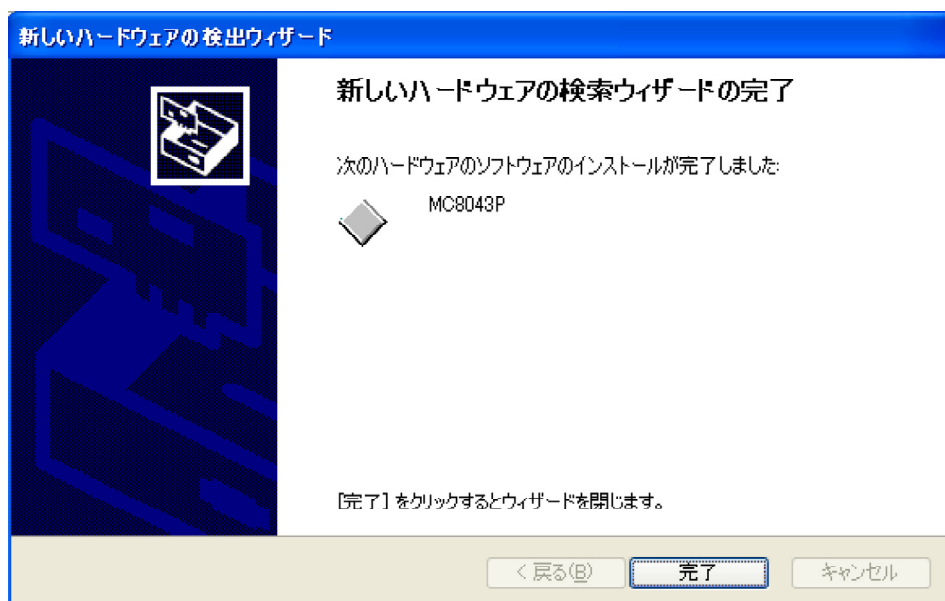 新しいハードウェアの検出ウィザード
新しいハードウェアの検索ウィザードの完了
次のハードウェアのソフトウェアのインストールが完了しました:
MC8043P
[完了] をクリックするとウィザードを閉じます。
< 戻る(B)
完了
キャンセル